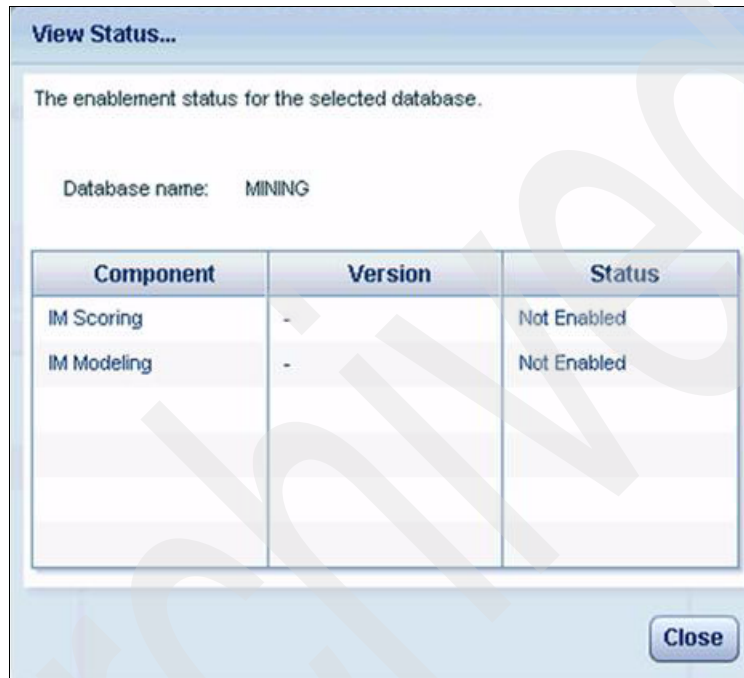 View Status...
The enablement status for the selected database.
Database name: MINING
Component Version Status
IM Scoring - Not Enabled
IM Modeling - Not Enabled
Close